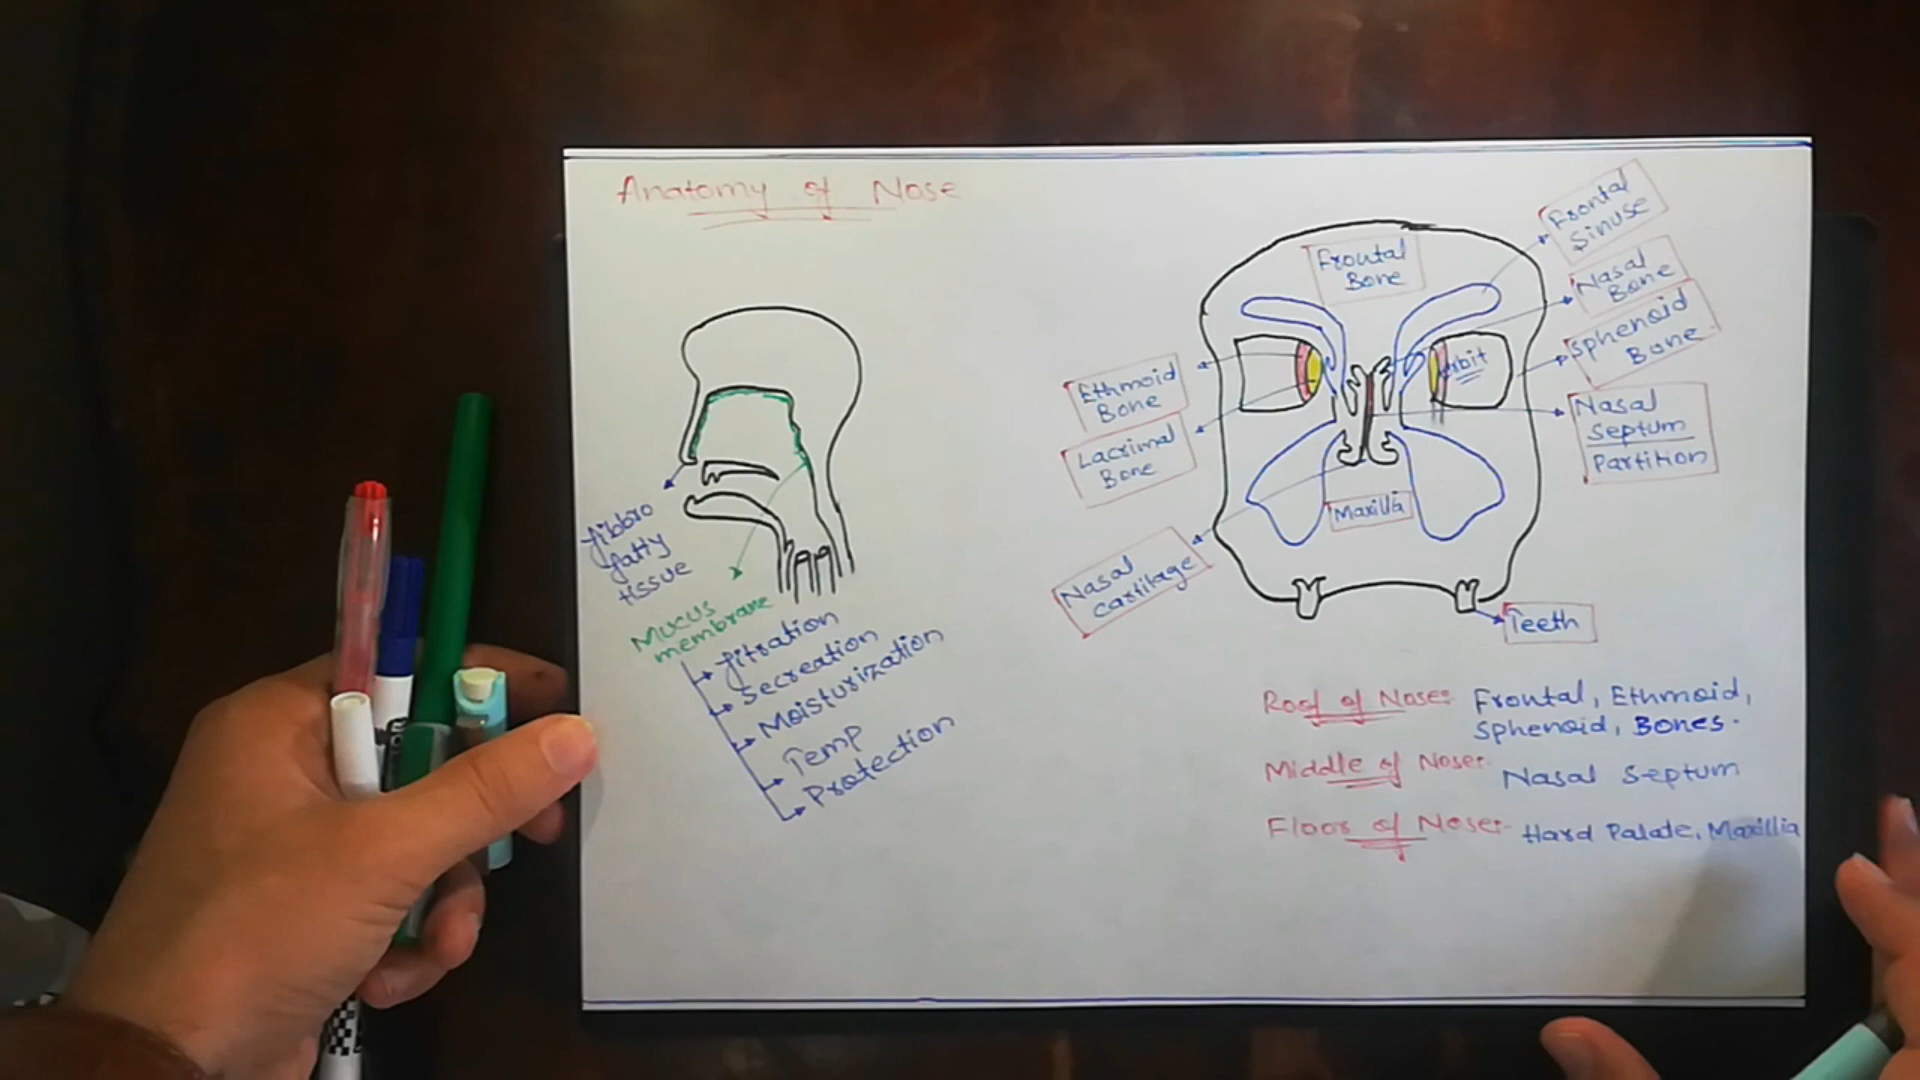 Anatomy of Nose
fibbro
fatty
tissue
Mucus
membrane
fitration
Secreation
Moisturization
Temp
Protection
Frontal
Bone
Frontal
Sinuse
Nasal
Bone
Sphenoid
Bone
Nasal
Septum
Partition
Ethmoid
Bone
Lacrimal
Bone
Nasal
Cartilage
Orbit
Maxilla
Teeth
Roof of Nose:- Frontal, Ethmoid,
Sphenoid, Bones.
Middle of Nose:- Nasal Septum
Floor of Nose:- Hard Palate, Maxillia